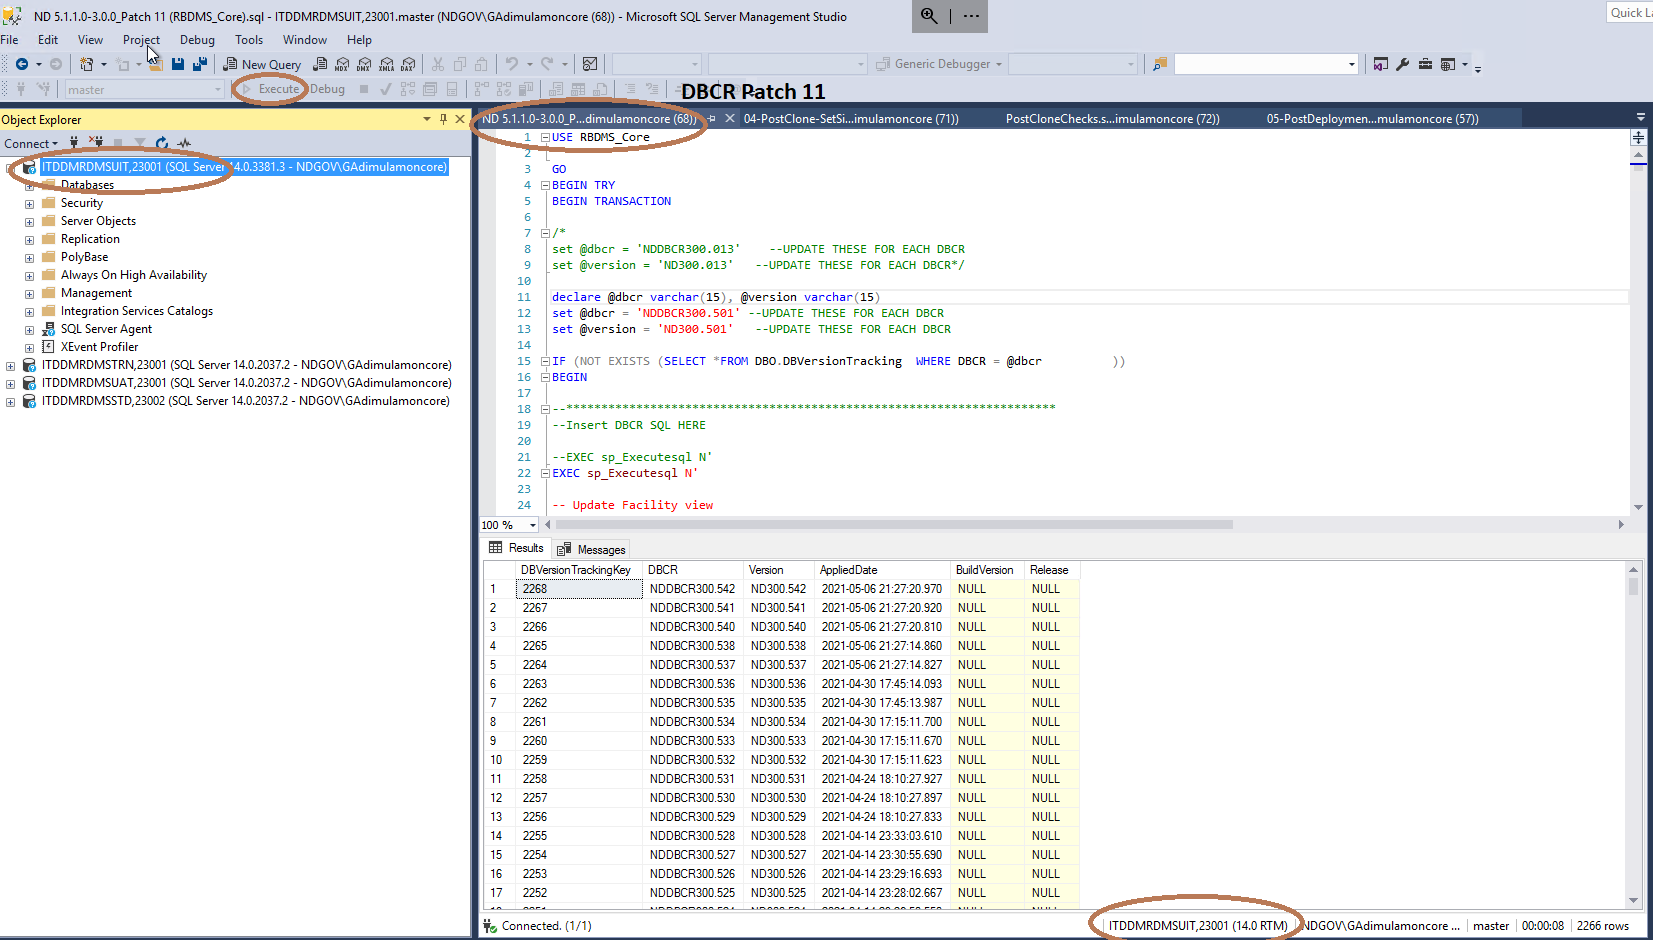 ND 5.1.1.0-3.0.0_Patch 11 (RBDMS_Core).sql - ITDDMRDMSUIT,23001.master (NDGOV\GAdimulamoncore (68)) - Microsoft SQL Server Management Studio
Quick La
File Edit View Project Debug Tools Window Help
New Query MDX DMX XMLA DAX Generic Debugger
master Execute Debug
DBCR Patch 11
Object Explorer
Connect
ITDDMRDMSUIT,23001 (SQL Server 14.0.3381.3 - NDGOV\GAdimulamoncore)
Databases
Security
Server Objects
Replication
PolyBase
Always On High Availability
Management
Integration Services Catalogs
SQL Server Agent
XEvent Profiler
ITDDMRDMSTRN,23001 (SQL Server 14.0.2037.2 - NDGOV\GAdimulamoncore)
ITDDMRDMSUAT,23001 (SQL Server 14.0.2037.2 - NDGOV\GAdimulamoncore)
ITDDMRDMSSTD,23002 (SQL Server 14.0.2037.2 - NDGOV\GAdimulamoncore)
ND 5.1.1.0-3.0.0_P...dimulamoncore (68)) 04-PostClone-SetSi...imulamoncore (71)) PostCloneChecks.s...imulamoncore (72)) 05-PostDeploymen...mulamoncore (57))
1 USE RBDMS_Core
2
3 GO
4 BEGIN TRY
5 BEGIN TRANSACTION
6
7 /*
8 set @dbcr = 'NDDBCR300.013' --UPDATE THESE FOR EACH DBCR
9 set @version = 'ND300.013' --UPDATE THESE FOR EACH DBCR*/
10
11 declare @dbcr varchar(15), @version varchar(15)
12 set @dbcr = 'NDDBCR300.501' --UPDATE THESE FOR EACH DBCR
13 set @version = 'ND300.501' --UPDATE THESE FOR EACH DBCR
14
15 IF (NOT EXISTS (SELECT *FROM DBO.DBVersionTracking WHERE DBCR = @dbcr ))
16 BEGIN
17
18 --**********************************************************************
19 --Insert DBCR SQL HERE
20
21 --EXEC sp_Executesql N'
22 EXEC sp_Executesql N'
23
24 -- Update Facility view
100 %
Results Messages
DBVersionTrackingKey DBCR Version AppliedDate BuildVersion Release
1 2268 NDDBCR300.542 ND300.542 2021-05-06 21:27:20.970 NULL NULL
2 2267 NDDBCR300.541 ND300.541 2021-05-06 21:27:20.920 NULL NULL
3 2266 NDDBCR300.540 ND300.540 2021-05-06 21:27:20.810 NULL NULL
4 2265 NDDBCR300.538 ND300.538 2021-05-06 21:27:14.860 NULL NULL
5 2264 NDDBCR300.537 ND300.537 2021-05-06 21:27:14.827 NULL NULL
6 2263 NDDBCR300.536 ND300.536 2021-04-30 17:45:14.093 NULL NULL
7 2262 NDDBCR300.535 ND300.535 2021-04-30 17:45:13.987 NULL NULL
8 2261 NDDBCR300.534 ND300.534 2021-04-30 17:15:11.700 NULL NULL
9 2260 NDDBCR300.533 ND300.533 2021-04-30 17:15:11.670 NULL NULL
10 2259 NDDBCR300.532 ND300.532 2021-04-30 17:15:11.623 NULL NULL
11 2258 NDDBCR300.531 ND300.531 2021-04-24 18:10:27.927 NULL NULL
12 2257 NDDBCR300.530 ND300.530 2021-04-24 18:10:27.897 NULL NULL
13 2256 NDDBCR300.529 ND300.529 2021-04-24 18:10:27.833 NULL NULL
14 2255 NDDBCR300.528 ND300.528 2021-04-14 23:33:03.610 NULL NULL
15 2254 NDDBCR300.527 ND300.527 2021-04-14 23:30:55.690 NULL NULL
16 2253 NDDBCR300.526 ND300.526 2021-04-14 23:29:16.693 NULL NULL
17 2252 NDDBCR300.525 ND300.525 2021-04-14 23:28:02.667 NULL NULL
Connected. (1/1) ITDDMRDMSUIT,23001 (14.0 RTM) NDGOV\GAdimulamoncore ... master 00:00:08 2266 rows